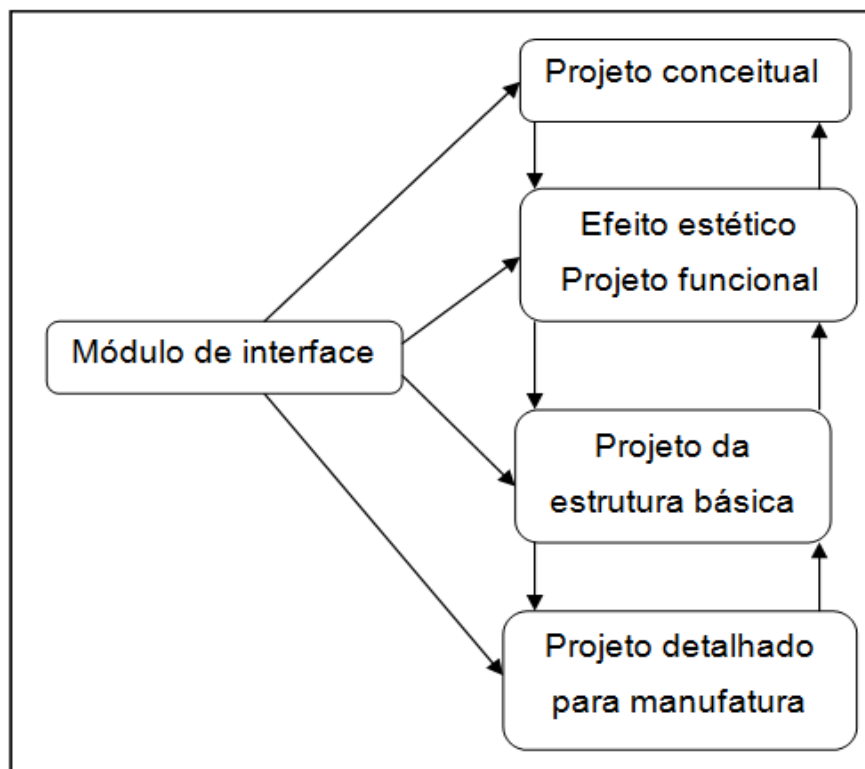 Projeto conceitual
Efeito estético
Projeto funcional
Módulo de interface
Projeto da
estrutura básica
Projeto detalhado
para manufatura